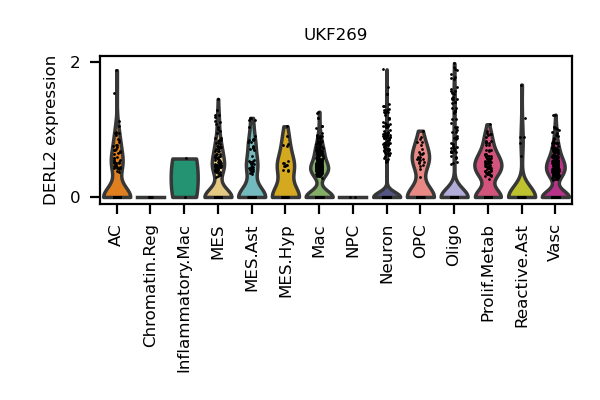 UKF269
DERL2 expression
2
0
AC
Chromatin.Reg
Inflammatory.Mac
MES
MES.Ast
MES.Hyp
Mac
NPC
Neuron
OPC
Oligo
Prolif.Metab
Reactive.Ast
Vasc